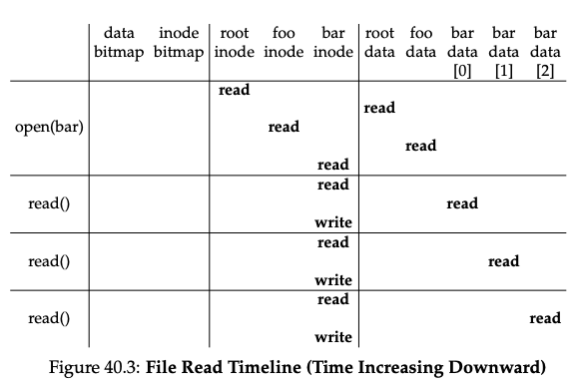 data inode root foo bar root foo bar bar bar
bitmap bitmap inode inode inode data data data data data
[0] [1] [2]
read
read
open(bar) read
read
read
read
read() read
write
read
read() read
write
read
read() read
write
Figure 40.3: File Read Timeline (Time Increasing Downward)